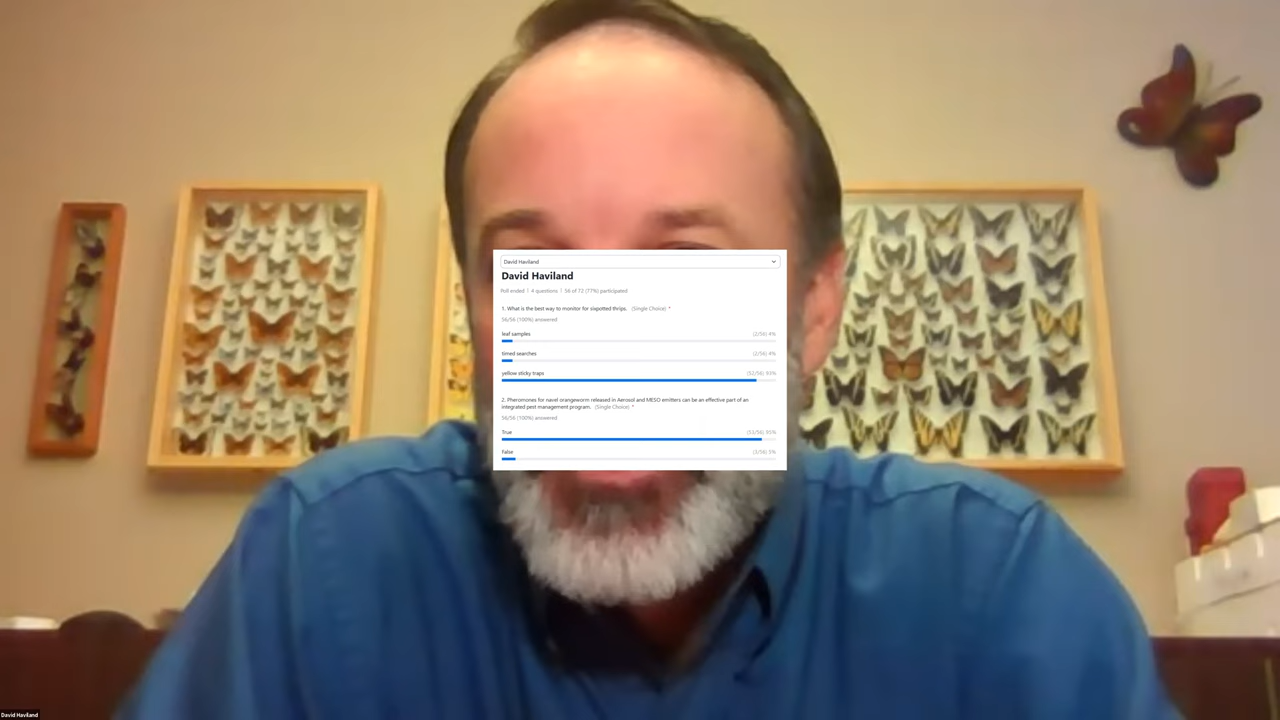 David Haviland
David Haviland
Poll ended | 4 questions | 56 of 72 (77%) participated
1. What is the best way to monitor for sixpotted thrips. (Single Choice) *
56/56 (100%) answered
leaf samples (2/56) 4%
timed searches (2/56) 4%
yellow sticky traps (52/56) 93%
2. Pheromones for navel orangeworm released in Aerosol and MESO emitters can be an effective part of an
integrated pest management program. (Single Choice) *
56/56 (100%) answered
True (53/56) 95%
False (3/56) 5%
David Haviland